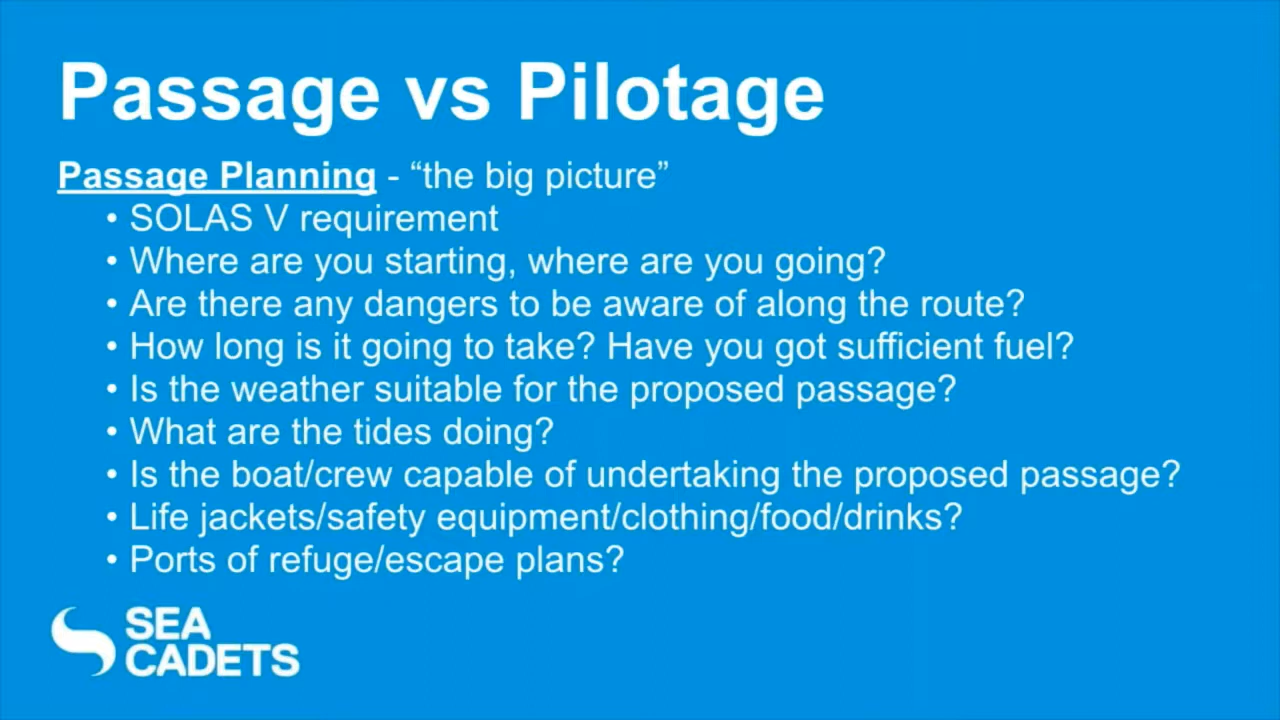 Passage vs Pilotage
Passage Planning - “the big picture”
• SOLAS V requirement
• Where are you starting, where are you going?
• Are there any dangers to be aware of along the route?
• How long is it going to take? Have you got sufficient fuel?
• Is the weather suitable for the proposed passage?
• What are the tides doing?
• Is the boat/crew capable of undertaking the proposed passage?
• Life jackets/safety equipment/clothing/food/drinks?
• Ports of refuge/escape plans?
SEA
CADETS